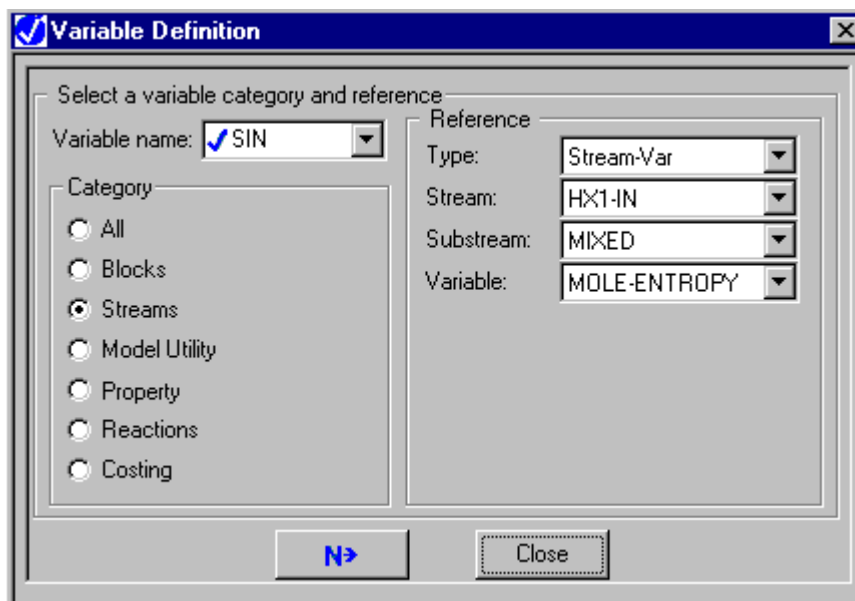 Variable Definition
Select a variable category and reference
Variable name: SIN
Category
All
Blocks
Streams
Model Utility
Property
Reactions
Costing
Reference
Type: Stream-Var
Stream: HX1-IN
Substream: MIXED
Variable: MOLE-ENTROPY
N
Close